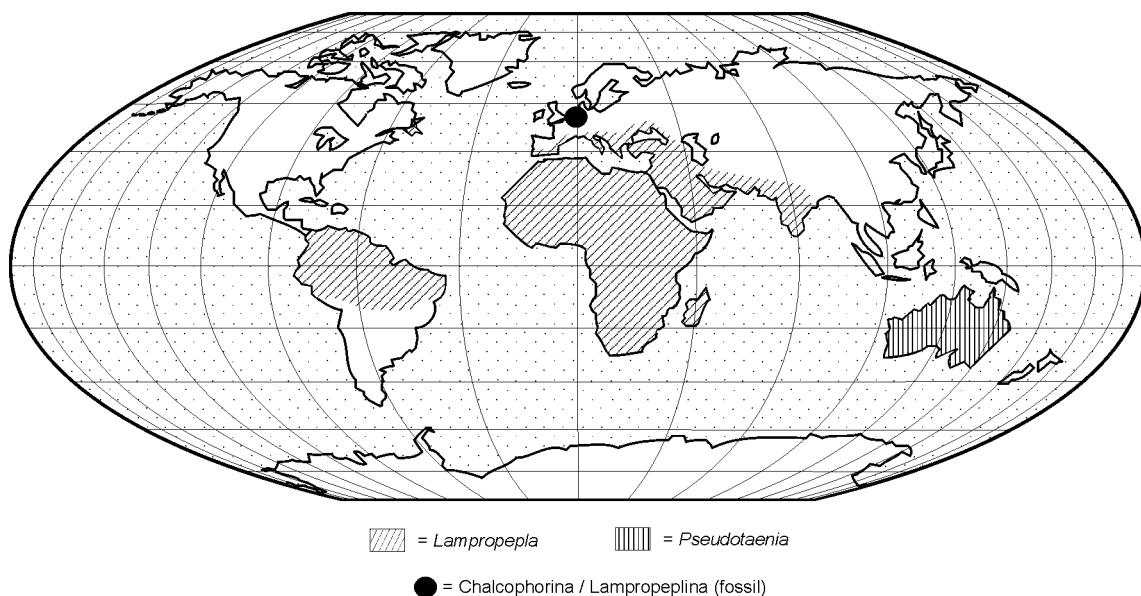 = Lampropepla = Pseudotaenia
= Chalcophorina / Lampropeplina (fossil)